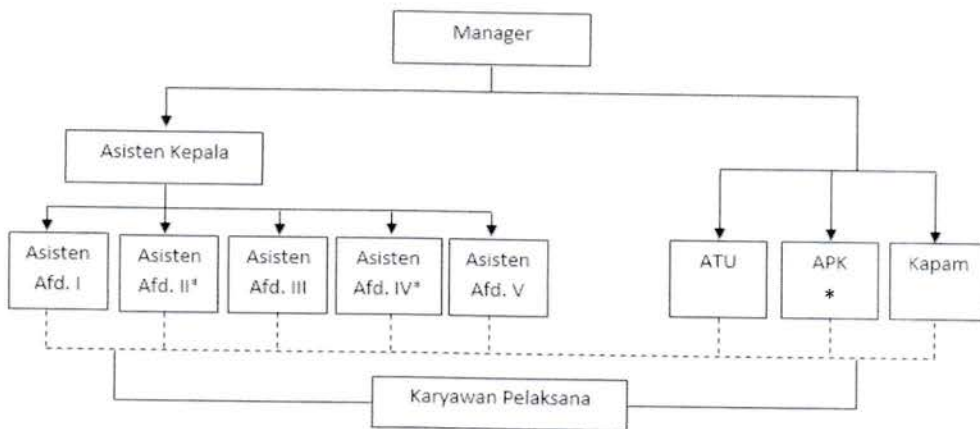 Manager
Asisten Kepala
Asisten
Afd. I
Asisten
Afd. II*
Asisten
Afd. III
Asisten
Afd. IV*
Asisten
Afd. V
ATU
APK
*
Kapam
Karyawan Pelaksana